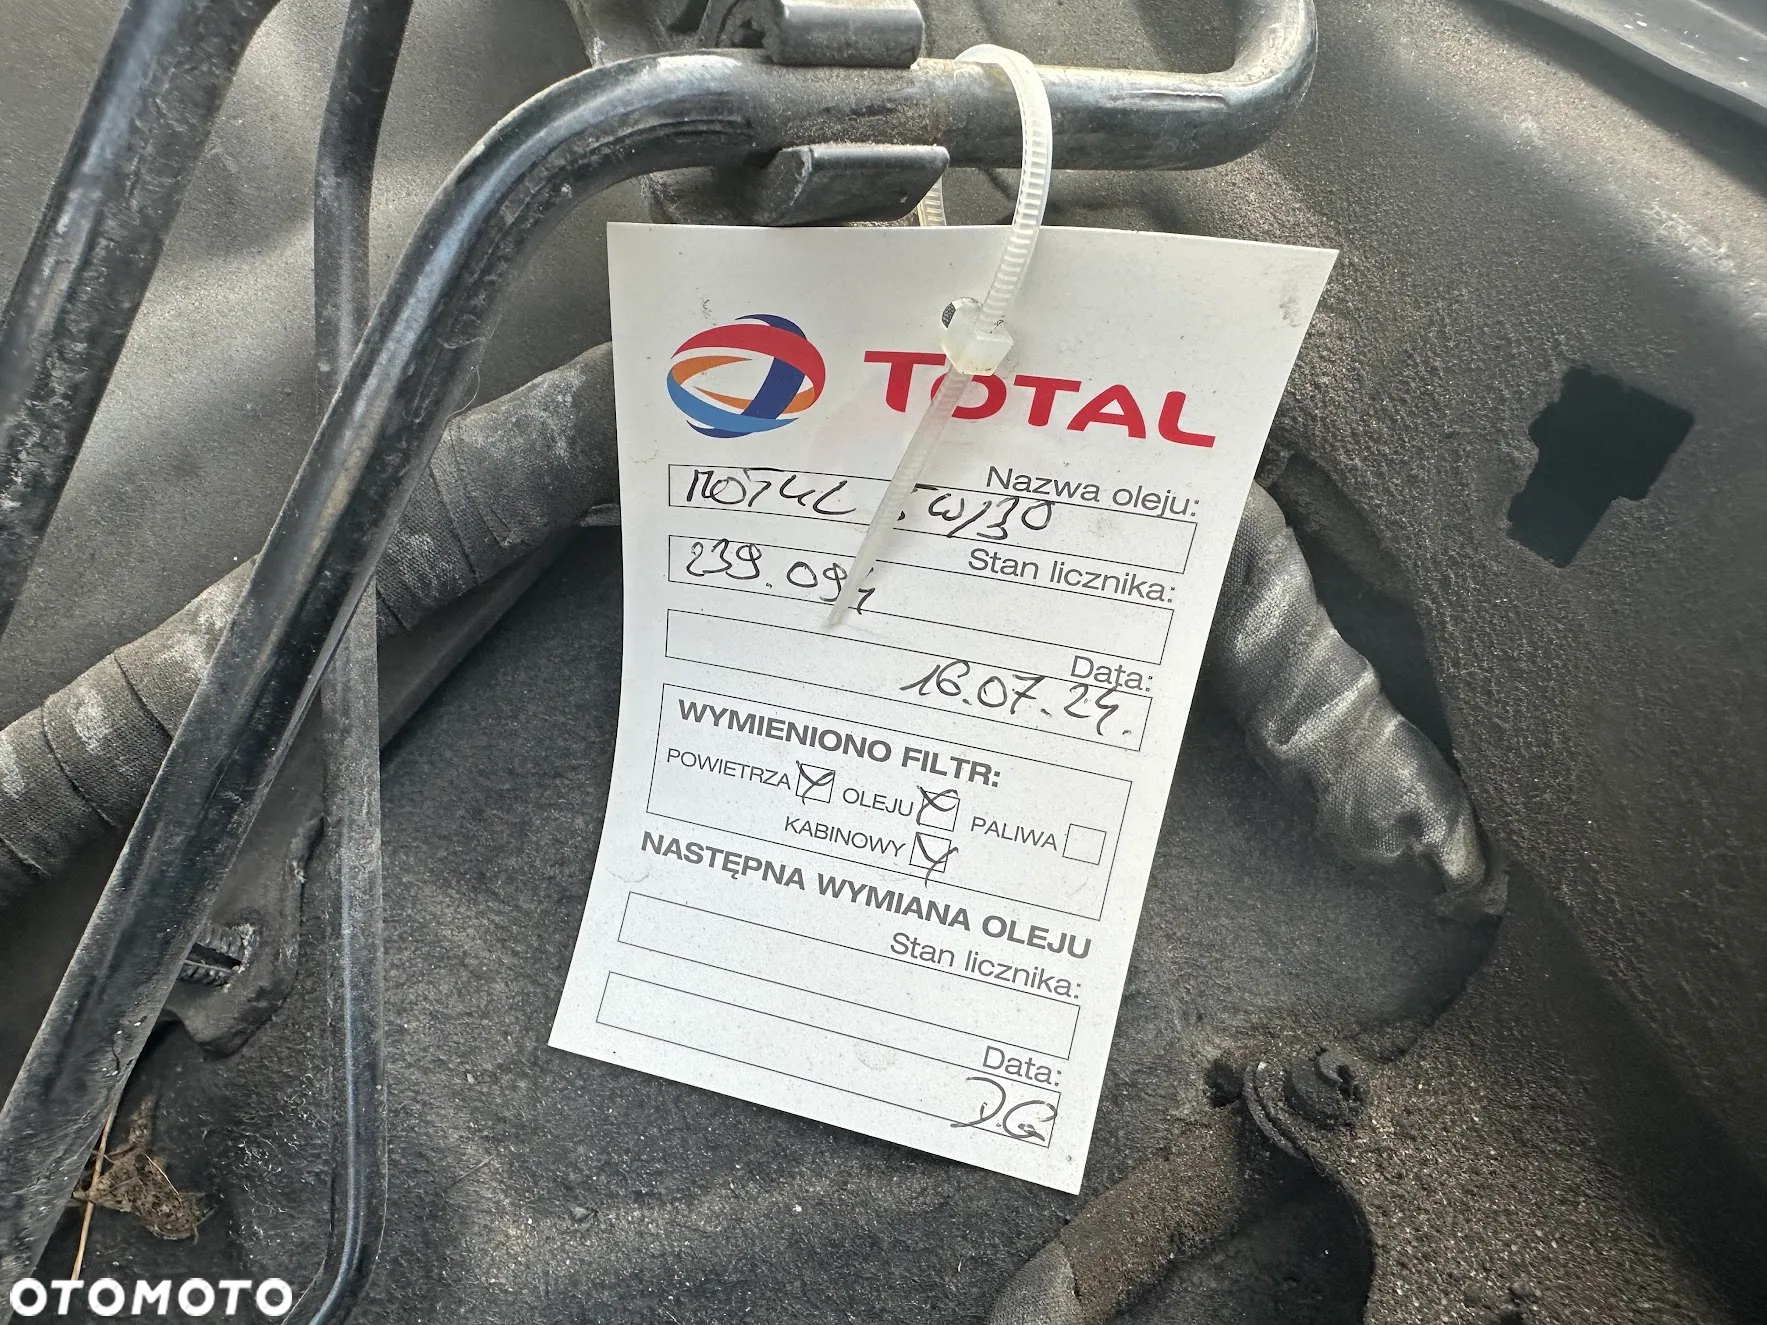 TOTAL
Nazwa oleju:
MOTUL 5W/30
Stan licznika:
239.091
Data:
16.07.24.
WYMIENIONO FILTR:
POWIETRZA OLEJU PALIWA
KABINOWY
NASTĘPNA WYMIANA OLEJU
Stan licznika:
Data:
D.G
OTOMOTO